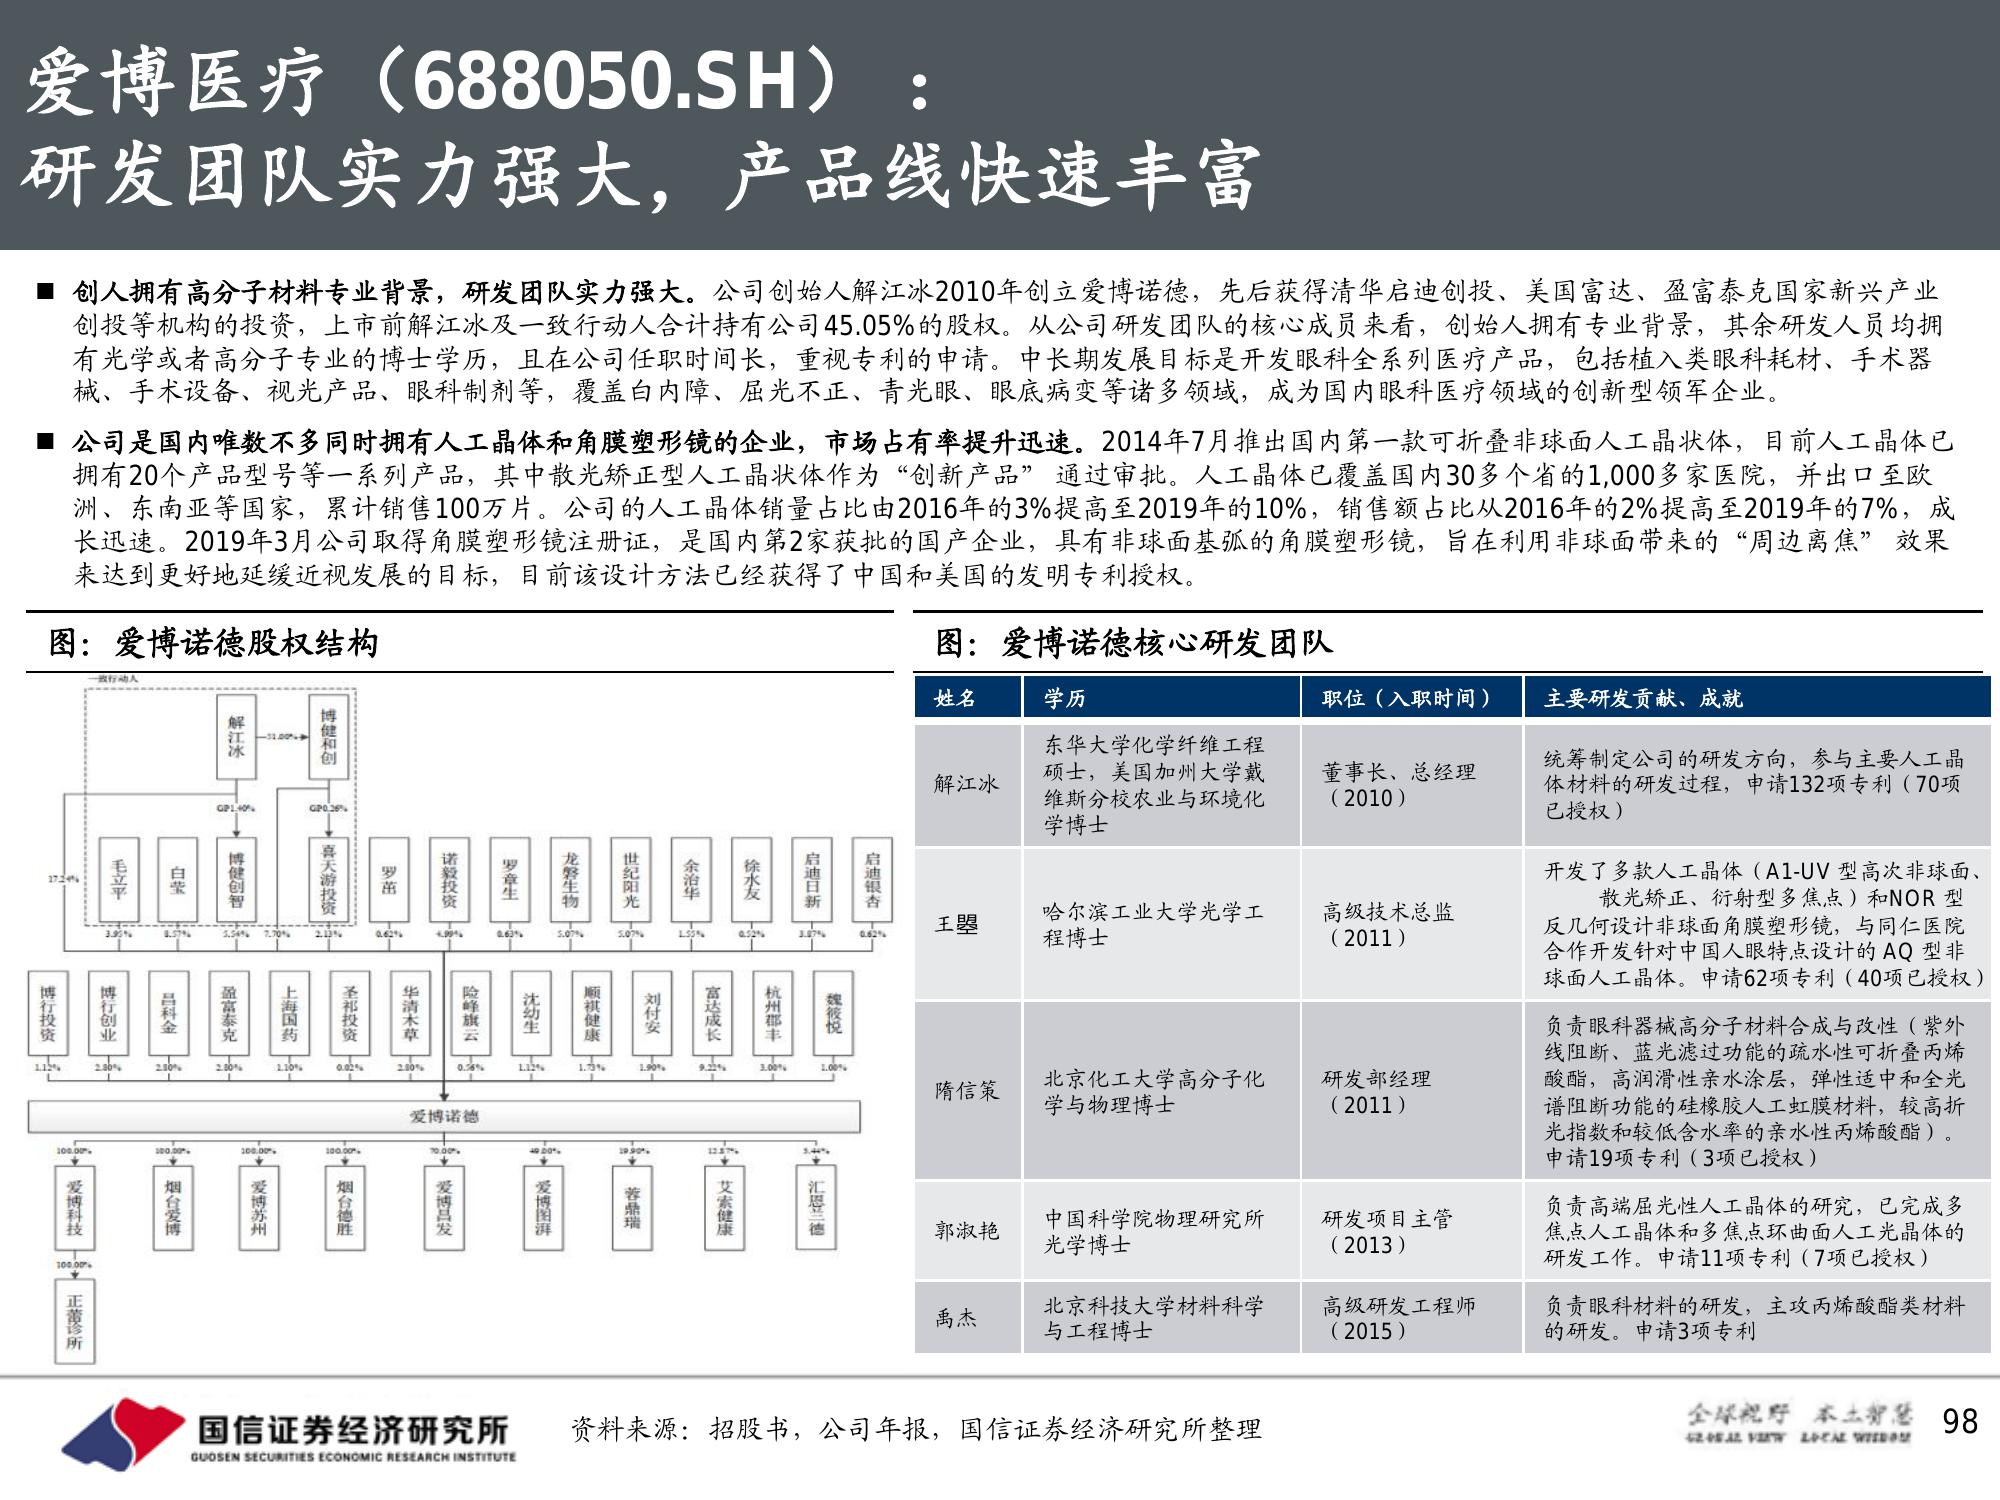 爱博医疗（688050.SH）：
研发团队实力强大，产品线快速丰富
■ 创人拥有高分子材料专业背景，研发团队实力强大。公司创始人解江冰2010年创立爱博诺德，先后获得清华启迪创投、美国富达、盈富泰克国家新兴产业
创投等机构的投资，上市前解江冰及一致行动人合计持有公司45.05%的股权。从公司研发团队的核心成员来看，创始人拥有专业背景，其余研发人员均拥
有光学或者高分子专业的博士学历，且在公司任职时间长，重视专利的申请。中长期发展目标是开发眼科全系列医疗产品，包括植入类眼科耗材、手术器
械、手术设备、视光产品、眼科制剂等，覆盖白内障、屈光不正、青光眼、眼底病变等诸多领域，成为国内眼科医疗领域的创新型领军企业。
■ 公司是国内唯数不多同时拥有人工晶体和角膜塑形镜的企业，市场占有率提升迅速。2014年7月推出国内第一款可折叠非球面人工晶状体，目前人工晶体已
拥有20个产品型号等一系列产品，其中散光矫正型人工晶状体作为“创新产品” 通过审批。人工晶体已覆盖国内30多个省的1,000多家医院，并出口至欧
洲、东南亚等国家，累计销售100万片。公司的人工晶体销量占比由2016年的3%提高至2019年的10%，销售额占比从2016年的2%提高至2019年的7%，成
长迅速。2019年3月公司取得角膜塑形镜注册证，是国内第2家获批的国产企业，具有非球面基弧的角膜塑形镜，旨在利用非球面带来的“周边离焦” 效果
来达到更好地延缓近视发展的目标，目前该设计方法已经获得了中国和美国的发明专利授权。
图：爱博诺德股权结构
一致行动人
解江冰 51.00% 博健和创
GP1.40% GP0.26%
17.24%
毛立平 白莹 博健创智 喜天游投资 罗茁 诺毅投资 罗章生 龙磐生物 世纪阳光 余治华 徐水友 启迪日新 启迪银杏
3.95% 8.57% 5.54% 7.70% 2.13% 0.62% 4.99% 0.63% 5.07% 5.07% 1.55% 0.52% 3.87% 0.62%
博行投资 博行创业 吕科金 盈富泰克 上海国药 圣祁投资 华清木草 险峰旗云 沈幼生 顺祺健康 刘付安 富达成长 杭州郡丰 魏筱悦
1.12% 2.80% 2.80% 2.80% 1.10% 0.02% 2.80% 0.56% 1.12% 1.73% 1.90% 9.22% 3.00% 1.00%
爱博诺德
100.00% 100.00% 100.00% 100.00% 70.00% 49.00% 19.90% 12.87% 3.44%
爱博科技 烟台爱博 爱博苏州 烟台德胜 爱博昌发 爱博图湃 蓉鼎瑞 艾索健康 汇恩兰德
100.00%
正蕾诊所
图：爱博诺德核心研发团队
姓名 学历 职位（入职时间） 主要研发贡献、成就
解江冰
东华大学化学纤维工程
硕士，美国加州大学戴
维斯分校农业与环境化
学博士
董事长、总经理
（2010）
统筹制定公司的研发方向，参与主要人工晶
体材料的研发过程，申请132项专利（70项
已授权）
王曌
哈尔滨工业大学光学工
程博士
高级技术总监
（2011）
开发了多款人工晶体（A1-UV 型高次非球面、
散光矫正、衍射型多焦点）和NOR 型
反几何设计非球面角膜塑形镜，与同仁医院
合作开发针对中国人眼特点设计的 AQ 型非
球面人工晶体。申请62项专利（40项已授权）
隋信策
北京化工大学高分子化
学与物理博士
研发部经理
（2011）
负责眼科器械高分子材料合成与改性（紫外
线阻断、蓝光滤过功能的疏水性可折叠丙烯
酸酯，高润滑性亲水涂层，弹性适中和全光
谱阻断功能的硅橡胶人工虹膜材料，较高折
光指数和较低含水率的亲水性丙烯酸酯）。
申请19项专利（3项已授权）
郭淑艳
中国科学院物理研究所
光学博士
研发项目主管
（2013）
负责高端屈光性人工晶体的研究，已完成多
焦点人工晶体和多焦点环曲面人工光晶体的
研发工作。申请11项专利（7项已授权）
禹杰
北京科技大学材料科学
与工程博士
高级研发工程师
（2015）
负责眼科材料的研发，主攻丙烯酸酯类材料
的研发。申请3项专利
国信证券经济研究所
GUOSEN SECURITIES ECONOMIC RESEARCH INSTITUTE
资料来源：招股书，公司年报，国信证券经济研究所整理
全球视野 本土智慧
GLOBAL VIEW LOCAL WISDOM
98